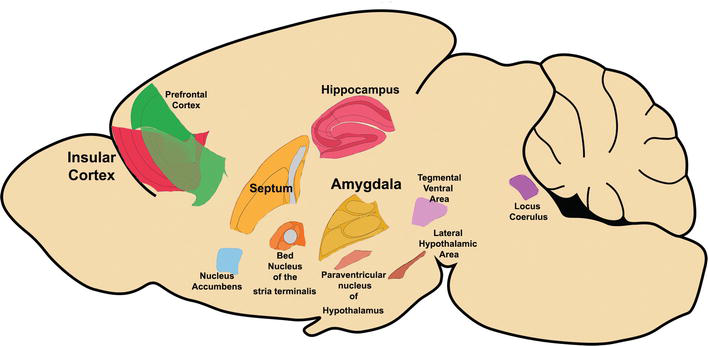 Prefrontal
Cortex
Hippocampus
Insular
Cortex
Septum
Amygdala
Tegmental
Ventral
Area
Locus
Coerulus
Lateral
Hypothalamic
Area
Nucleus
Accumbens
Bed
Nucleus
of the
stria terminalis
Paraventricular
nucleus
of
Hypothalamus